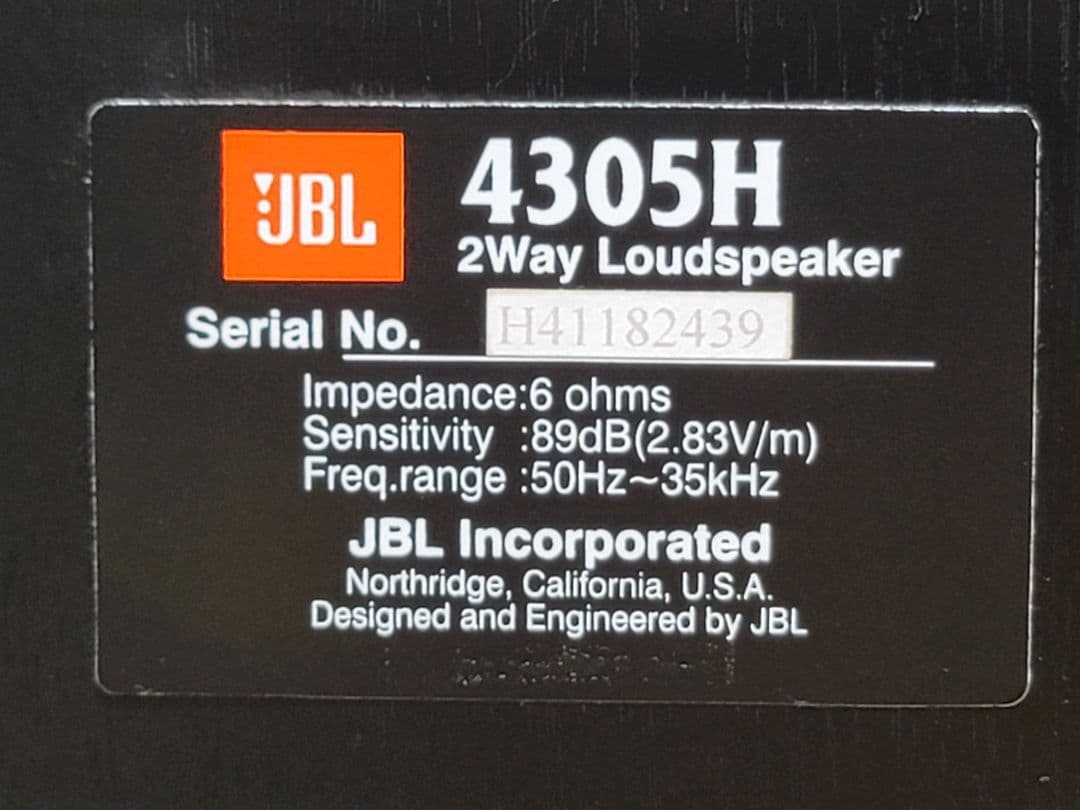 JBL
4305H
2Way Loudspeaker
Serial No. H41182439
Impedance:6 ohms
Sensitivity :89dB(2.83V/m)
Freq.range :50Hz~35kHz
JBL Incorporated
Northridge, California, U.S.A.
Designed and Engineered by JBL